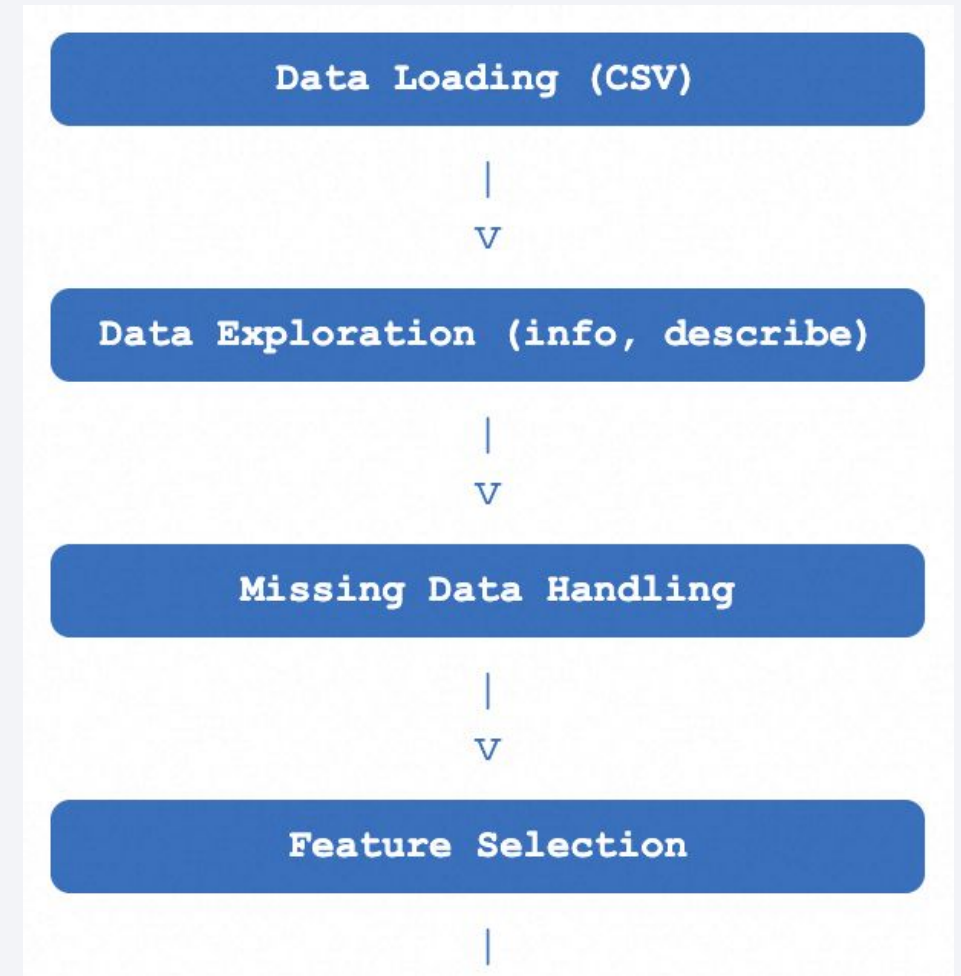 Data Loading (CSV)
|
v
Data Exploration (info, describe)
|
v
Missing Data Handling
|
v
Feature Selection
|